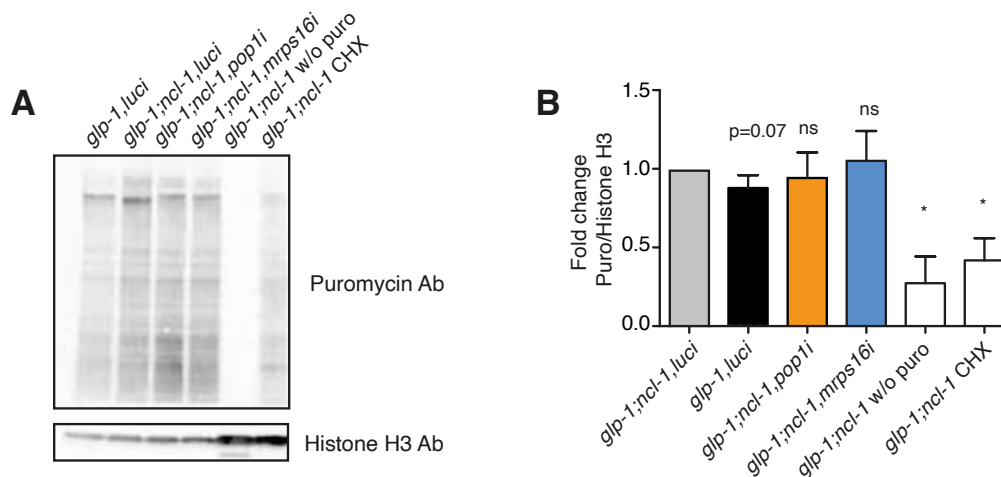 A
glp-1,luci
glp-1;ncl-1,luci
glp-1;ncl-1,pop1i
glp-1;ncl-1,mrps16i
glp-1;ncl-1 w/o puro
glp-1;ncl-1 CHX
Puromycin Ab
Histone H3 Ab
B
Fold change
Puro/Histone H3
1.5
1.0
0.5
0.0
p=0.07
ns
ns
*
*
glp-1;ncl-1,luci
glp-1,luci
glp-1;ncl-1,pop1i
glp-1;ncl-1,mrps16i
glp-1;ncl-1 w/o puro
glp-1;ncl-1 CHX